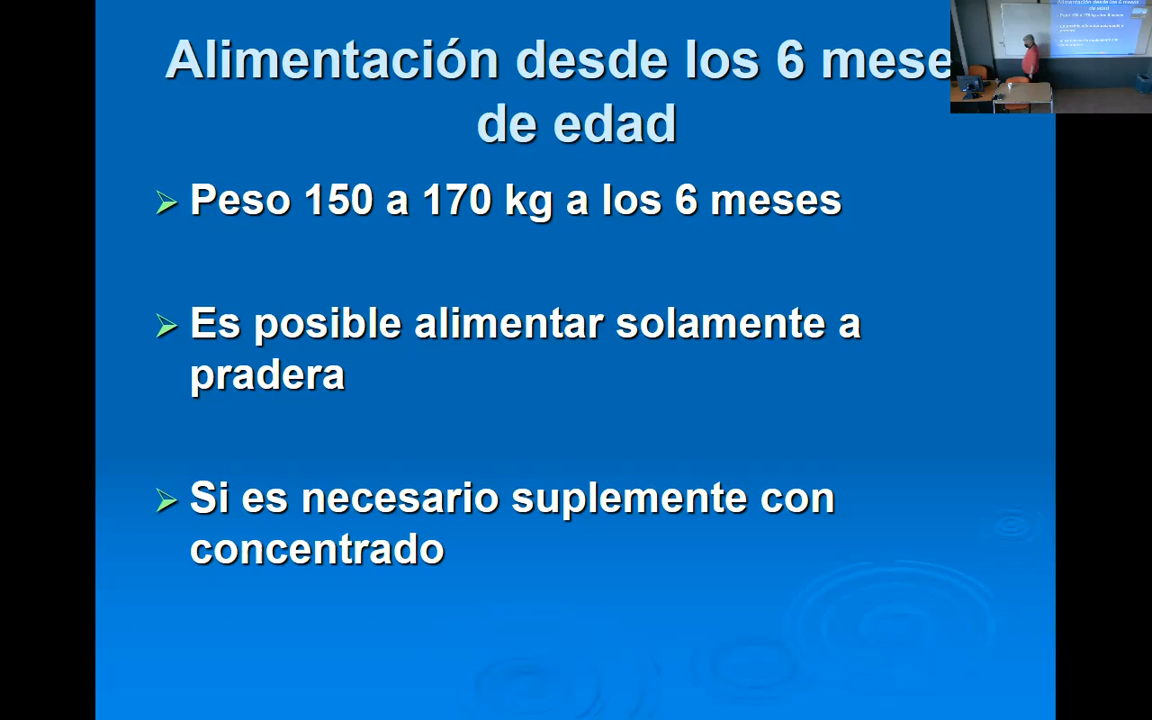 Alimentación desde los 6 mese
de edad
Peso 150 a 170 kg a los 6 meses
Es posible alimentar solamente a
pradera
Si es necesario suplemente con
concentrado